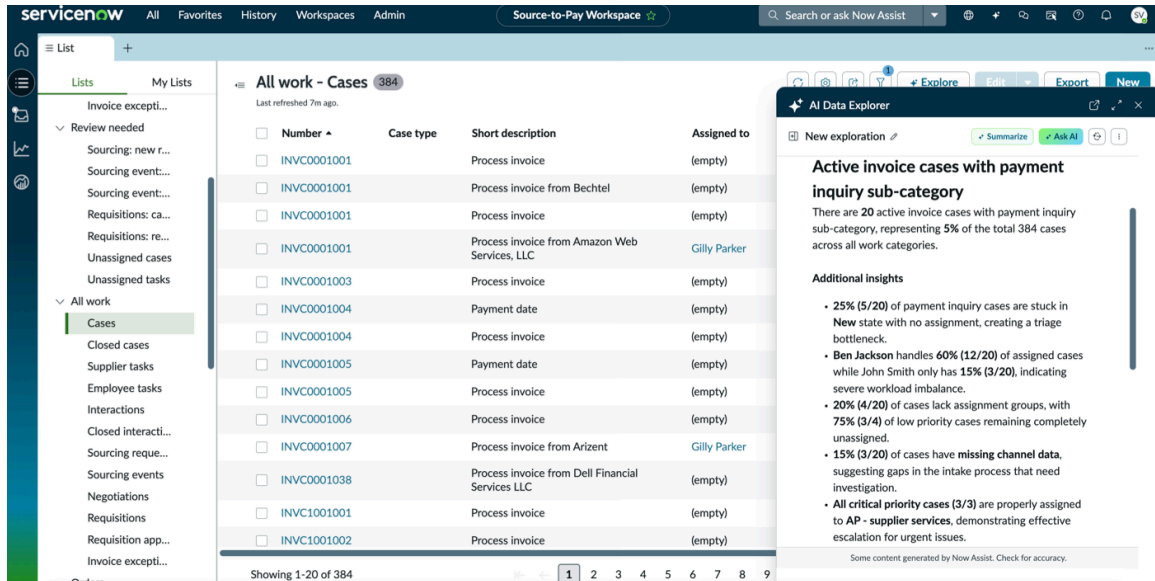 servicenow All Favorites History Workspaces Admin Source-to-Pay Workspace Search or ask Now Assist SV
List
Lists My Lists
Invoice excepti...
Review needed
Sourcing: new r...
Sourcing event:...
Sourcing event:...
Requisitions: ca...
Requisitions: re...
Unassigned cases
Unassigned tasks
All work
Cases
Closed cases
Supplier tasks
Employee tasks
Interactions
Closed interacti...
Sourcing reque...
Sourcing events
Negotiations
Requisitions
Requisition app...
Invoice excepti...
All work - Cases 384
Last refreshed 7m ago.
1
Explore Edit Export New
Number Case type Short description Assigned to
INVC0001001 Process invoice (empty)
INVC0001001 Process invoice from Bechtel (empty)
INVC0001001 Process invoice (empty)
INVC0001001 Process invoice from Amazon Web
Services, LLC Gilly Parker
INVC0001003 Process invoice (empty)
INVC0001004 Payment date (empty)
INVC0001004 Process invoice (empty)
INVC0001005 Payment date (empty)
INVC0001005 Process invoice (empty)
INVC0001006 Process invoice (empty)
INVC0001007 Process invoice from Arizent Gilly Parker
INVC0001038 Process invoice from Dell Financial
Services LLC (empty)
INVC1001001 Process invoice (empty)
INVC1001002 Process invoice (empty)
Showing 1-20 of 384 1 2 3 4 5 6 7 8 9
AI Data Explorer
New exploration Summarize Ask AI
Active invoice cases with payment
inquiry sub-category
There are 20 active invoice cases with payment inquiry
sub-category, representing 5% of the total 384 cases
across all work categories.
Additional insights
• 25% (5/20) of payment inquiry cases are stuck in
New state with no assignment, creating a triage
bottleneck.
• Ben Jackson handles 60% (12/20) of assigned cases
while John Smith only has 15% (3/20), indicating
severe workload imbalance.
• 20% (4/20) of cases lack assignment groups, with
75% (3/4) of low priority cases remaining completely
unassigned.
• 15% (3/20) of cases have missing channel data,
suggesting gaps in the intake process that need
investigation.
• All critical priority cases (3/3) are properly assigned
to AP - supplier services, demonstrating effective
escalation for urgent issues.
Some content generated by Now Assist. Check for accuracy.